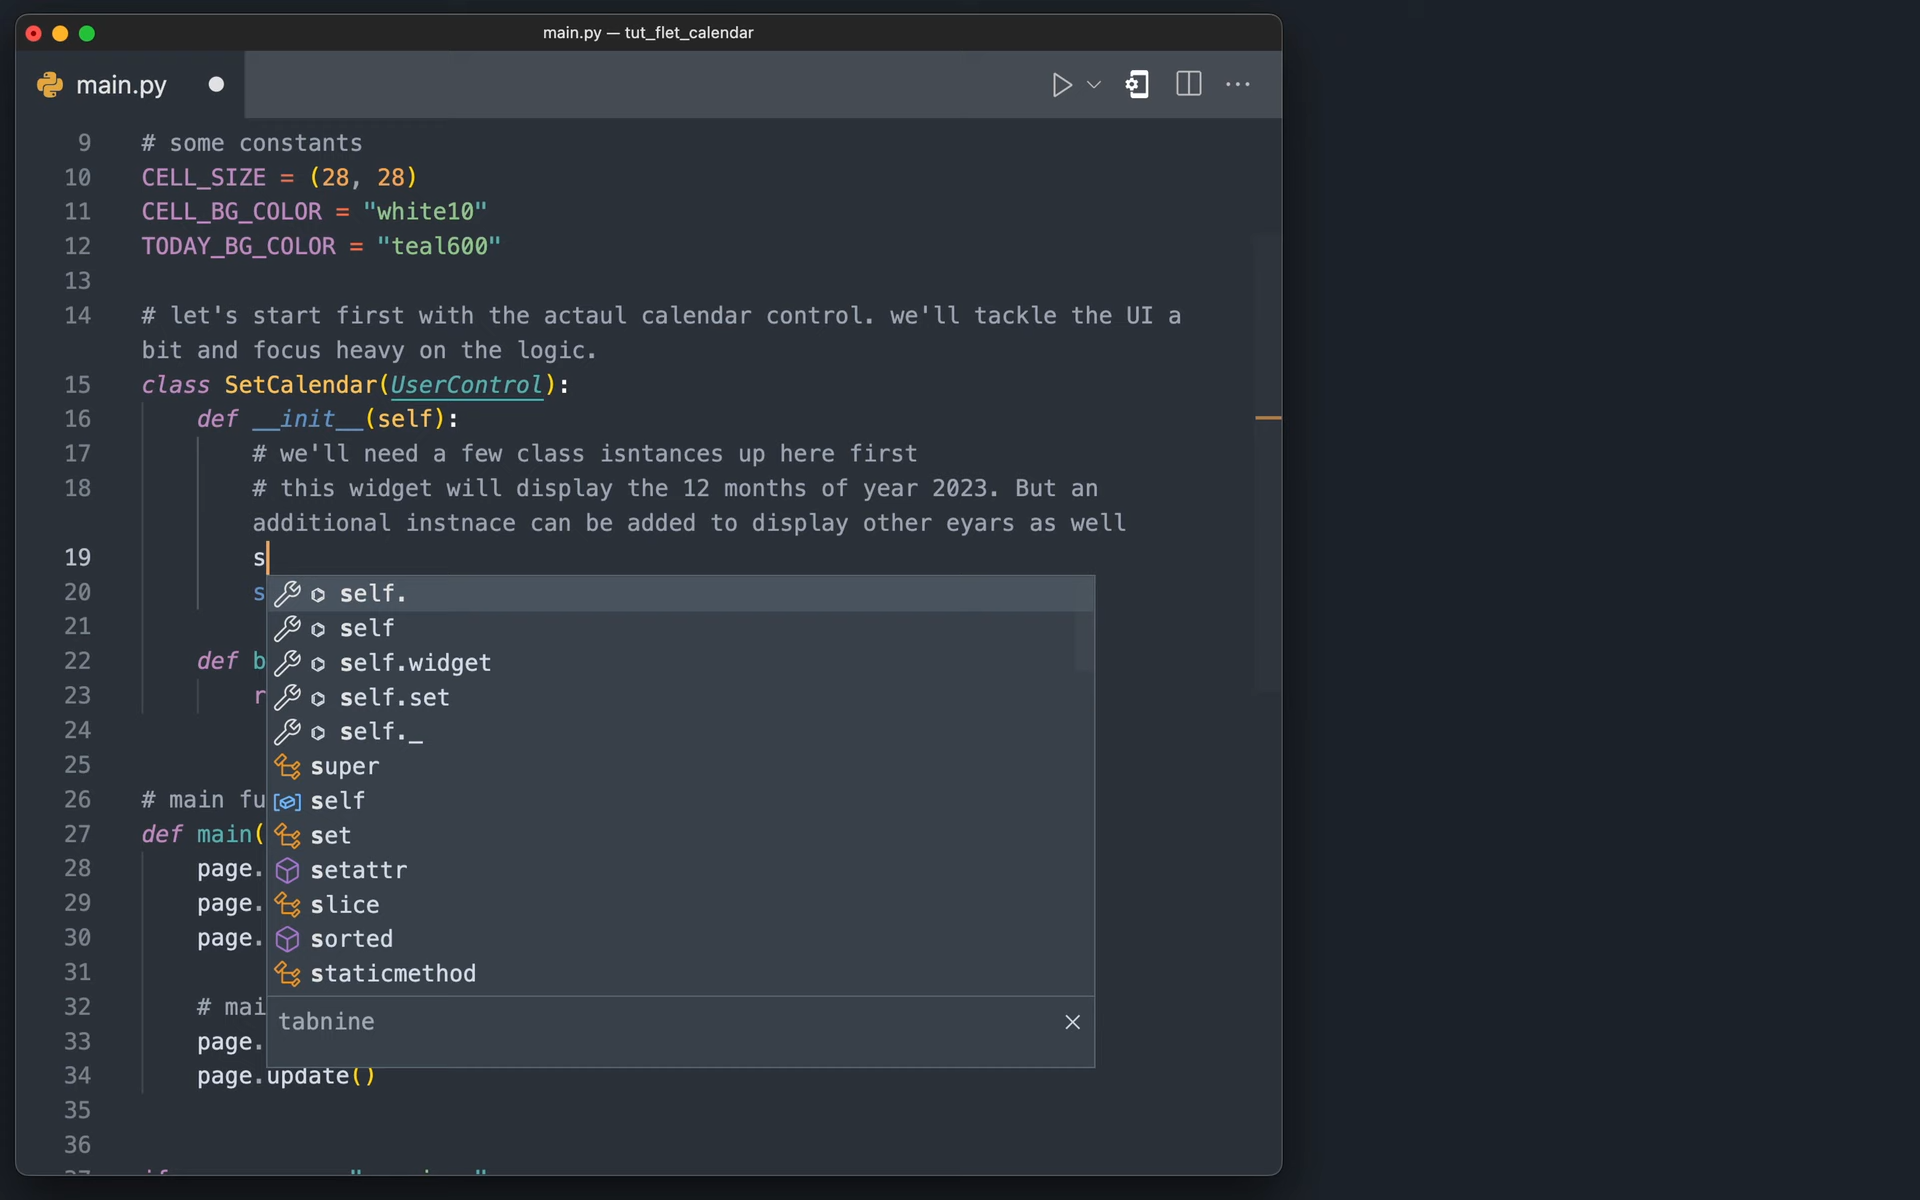 main.py — tut_flet_calendar
main.py
9 # some constants
10 CELL_SIZE = (28, 28)
11 CELL_BG_COLOR = "white10"
12 TODAY_BG_COLOR = "teal600"
13
14 # let's start first with the actaul calendar control. we'll tackle the UI a
bit and focus heavy on the logic.
15 class SetCalendar(UserControl):
16 def __init__(self):
17 # we'll need a few class isntances up here first
18 # this widget will display the 12 months of year 2023. But an
additional instnace can be added to display other eyars as well
19 s
20 s
self.
21
self
22 def b
self.widget
23 r
self.set
24
self._
25
super
26 # main fu
self
27 def main(
set
28 page.
setattr
29 page.
slice
30 page.
sorted
31
staticmethod
32 # mai
tabnine
33 page.
34 page.update()
35
36